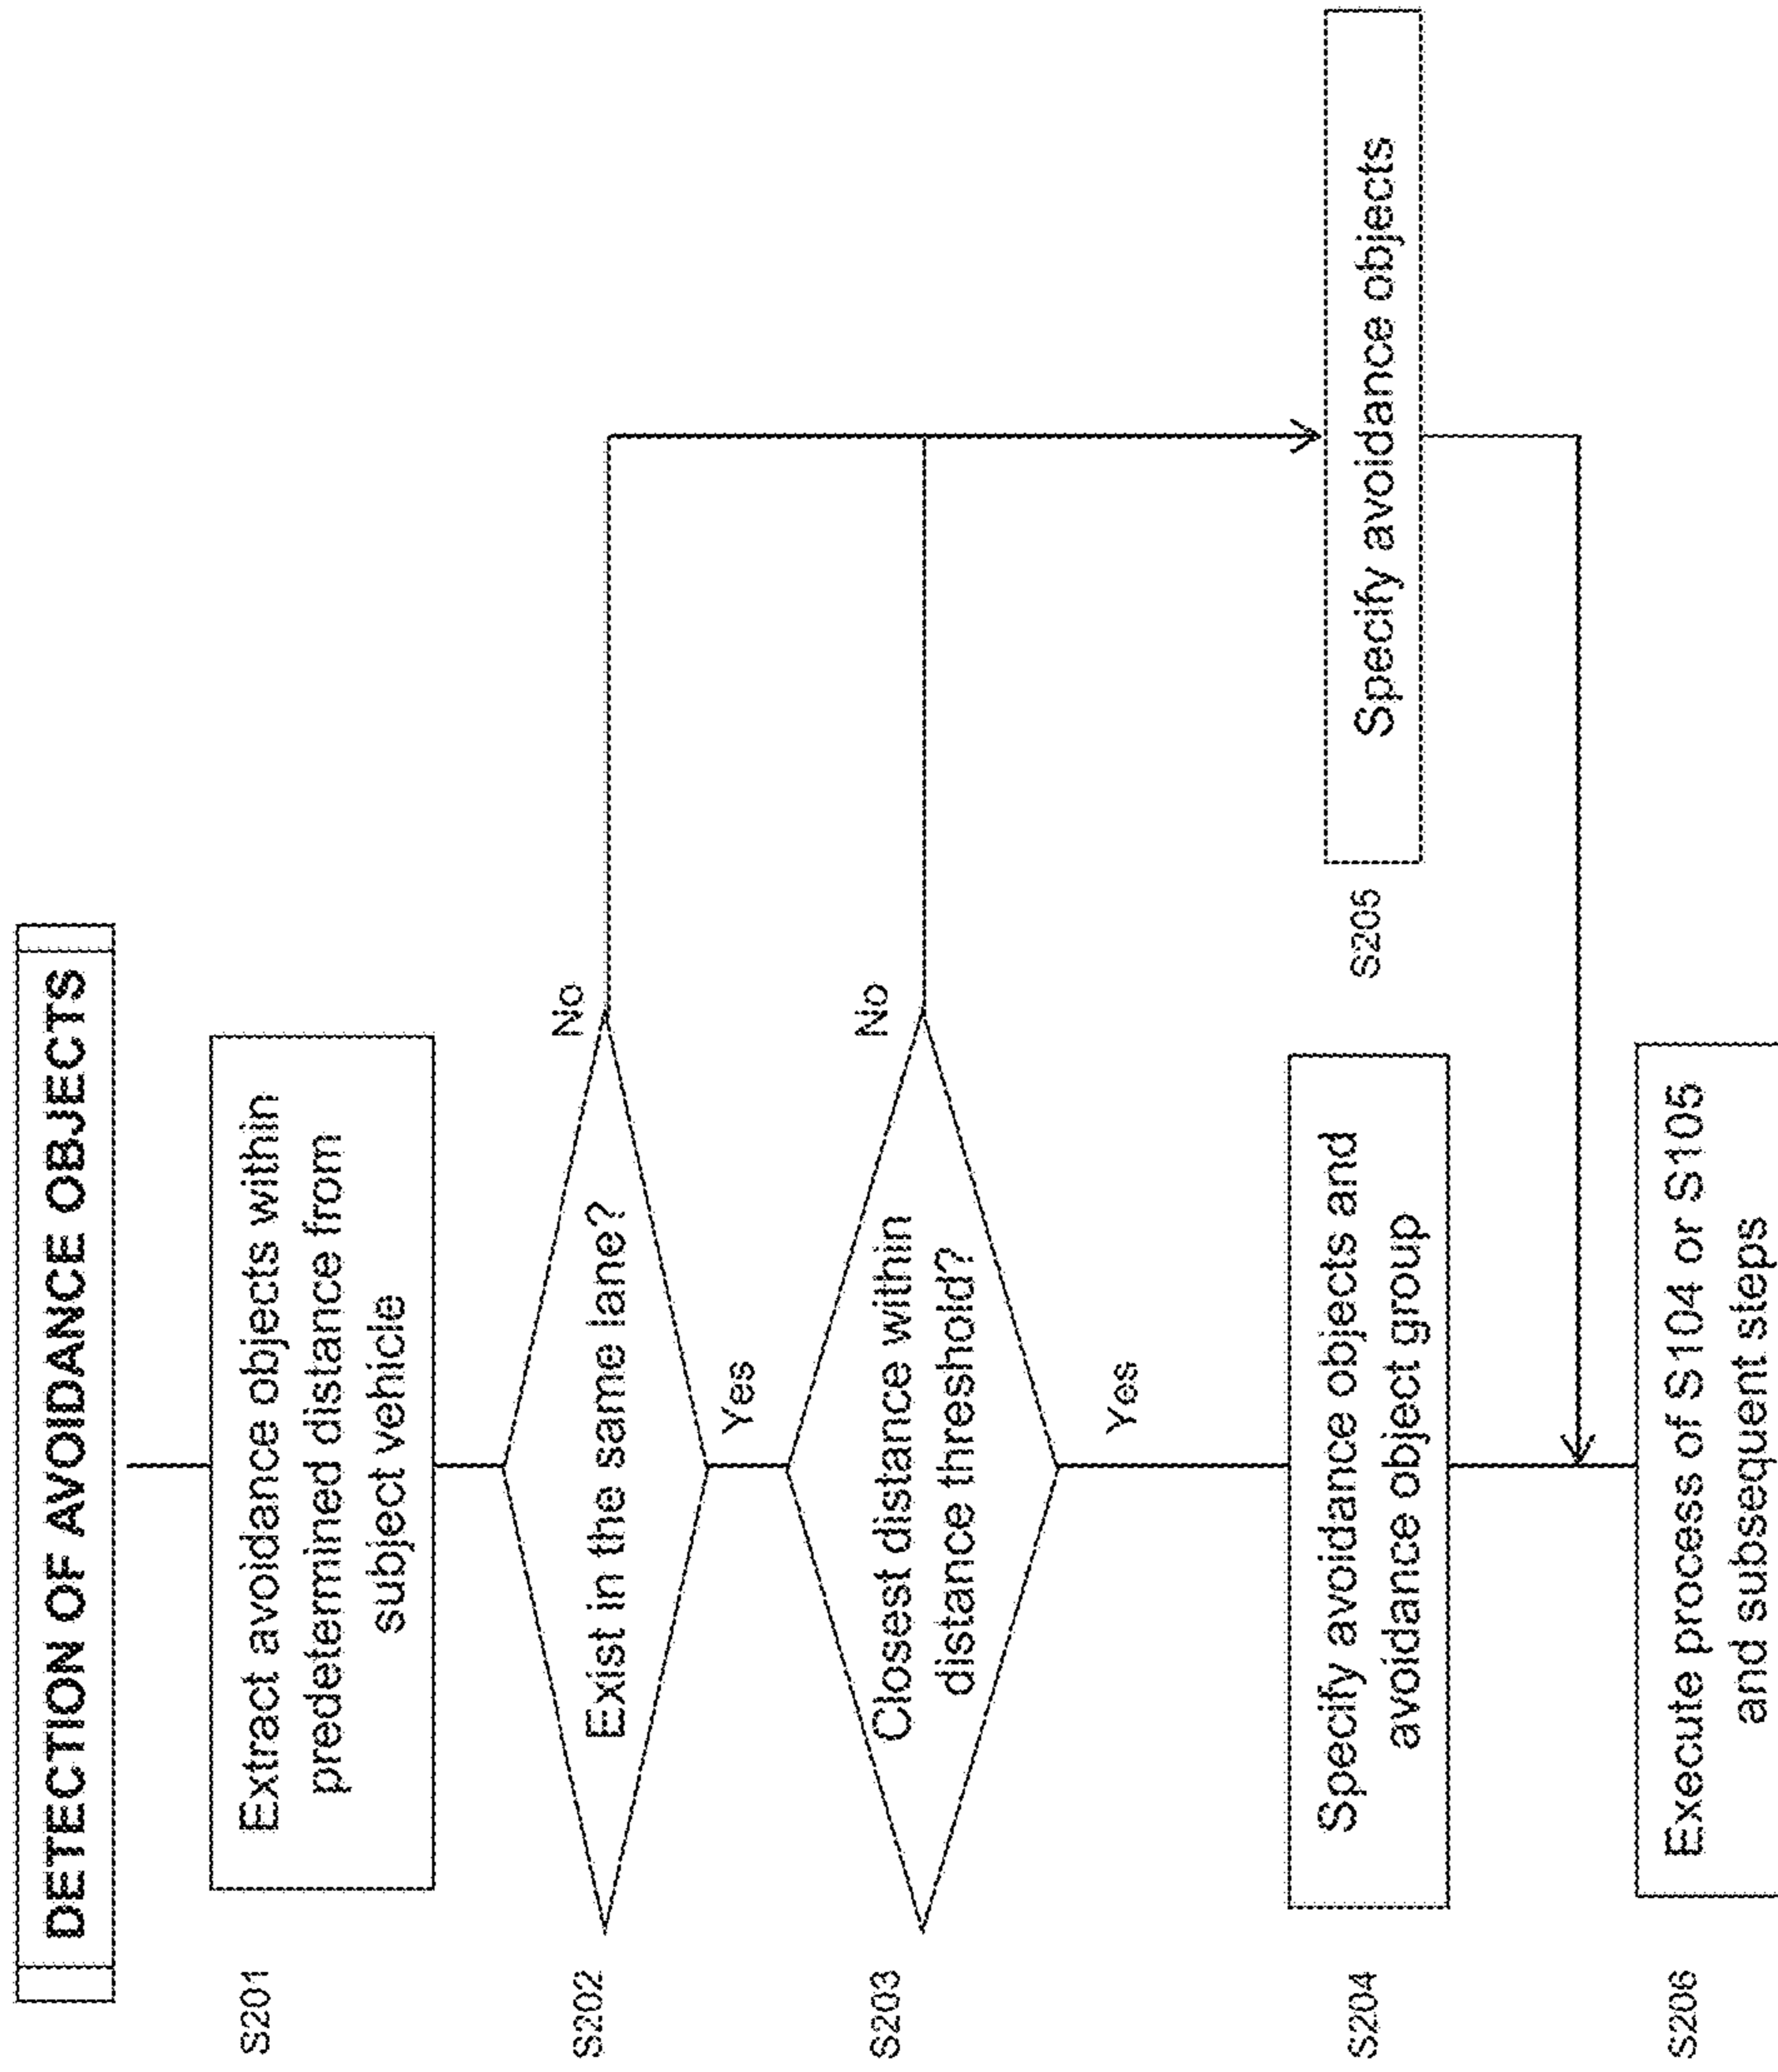 DETECTION OF AVOIDANCE OBJECTS
S201
Extract avoidance objects within
predetermined distance from
subject vehicle
S202
Exist in the same lane?
No
Yes
S203
Closest distance within
distance threshold?
No
Yes
S204
Specify avoidance objects and
avoidance object group
S205
Specify avoidance objects
S206
Execute process of S104 or S105
and subsequent steps